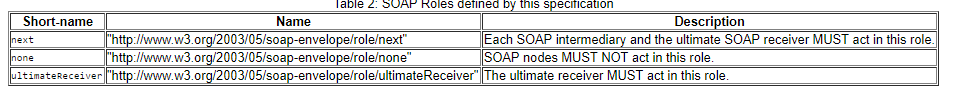 Table 2: SOAP Roles defined by this specification
Short-name Name Description
next "http://www.w3.org/2003/05/soap-envelope/role/next" Each SOAP intermediary and the ultimate SOAP receiver MUST act in this role.
none "http://www.w3.org/2003/05/soap-envelope/role/none" SOAP nodes MUST NOT act in this role.
ultimateReceiver "http://www.w3.org/2003/05/soap-envelope/role/ultimateReceiver" The ultimate receiver MUST act in this role.